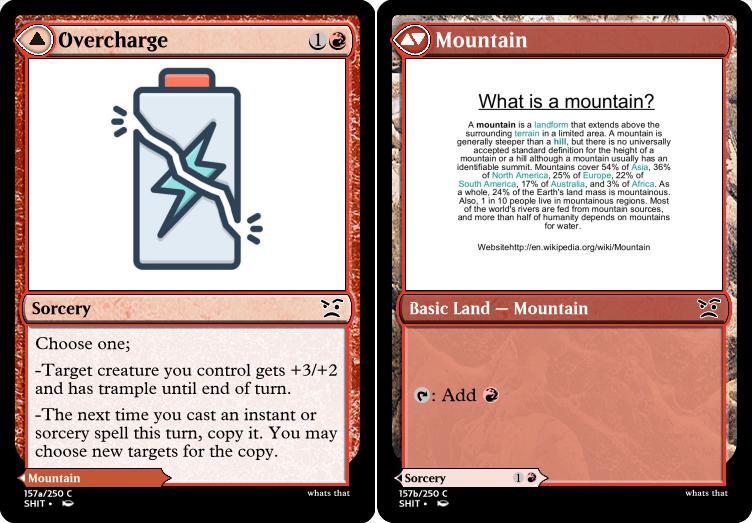 Overcharge
1
Sorcery
Choose one;
-Target creature you control gets +3/+2
and has trample until end of turn.
-The next time you cast an instant or
sorcery spell this turn, copy it. You may
choose new targets for the copy.
Mountain
157a/250 C
SHIT •
whats that
Mountain
What is a mountain?
A mountain is a landform that extends above the
surrounding terrain in a limited area. A mountain is
generally steeper than a hill, but there is no universally
accepted standard definition for the height of a
mountain or a hill although a mountain usually has an
identifiable summit. Mountains cover 54% of Asia, 36%
of North America, 25% of Europe, 22% of
South America, 17% of Australia, and 3% of Africa. As
a whole, 24% of the Earth's land mass is mountainous.
Also, 1 in 10 people live in mountainous regions. Most
of the world's rivers are fed from mountain sources,
and more than half of humanity depends on mountains
for water.
Websitehttp://en.wikipedia.org/wiki/Mountain
Basic Land — Mountain
: Add
Sorcery 1
157b/250 C
SHIT •
whats that